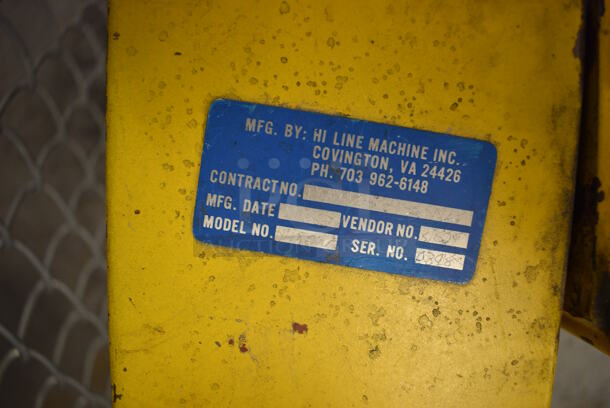 MFG. BY: HI LINE MACHINE INC.
COVINGTON, VA 24426
PH. 703 962-6148
CONTRACT NO.
MFG. DATE VENDOR NO.
MODEL NO. SER. NO.